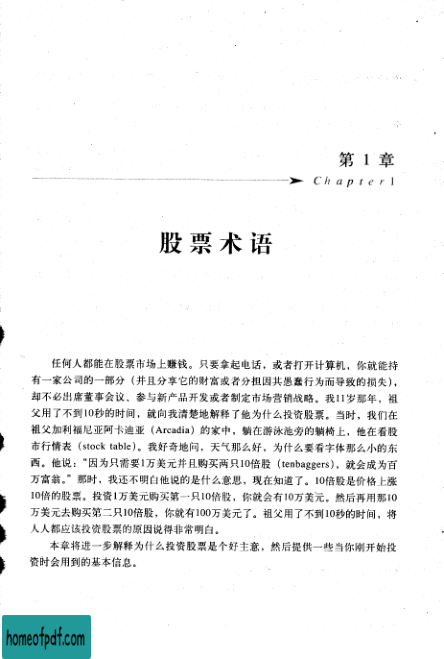 第 1 章
Chapter 1
股票术语
任何人都能在股票市场上赚钱。只要拿起电话，或者打开计算机，你就能持
有一家公司的一部分（并且分享它的财富或者分担因其愚蠢行为而导致的损失），
却不必出席董事会议、参与新产品开发或者制定市场营销战略。我11岁那年，祖
父用了不到10秒的时间，就向我清楚地解释了他为什么投资股票。当时，我们在
祖父加利福尼亚阿卡迪亚（Arcadia）的家中，躺在游泳池旁的躺椅上，他在看股
市行情表（stock table）。我好奇地问，天气那么好，为什么要看字体那么小的东
西。他说：“因为只需要1万美元并且购买两只10倍股（tenbaggers），就会成为百
万富翁。”那时，我还不明白他说的是什么意思，现在知道了。10倍股是价格上涨
10倍的股票。投资1万美元购买第一只10倍股，你就会有10万美元。然后再用那10
万美元去购买第二只10倍股，你就有100万美元了。祖父用了不到10秒的时间，将
人人都应该投资股票的原因说得非常明白。
本章将进一步解释为什么投资股票是个好主意，然后提供一些当你刚开始投
资时会用到的基本信息。
homeofpdf.com